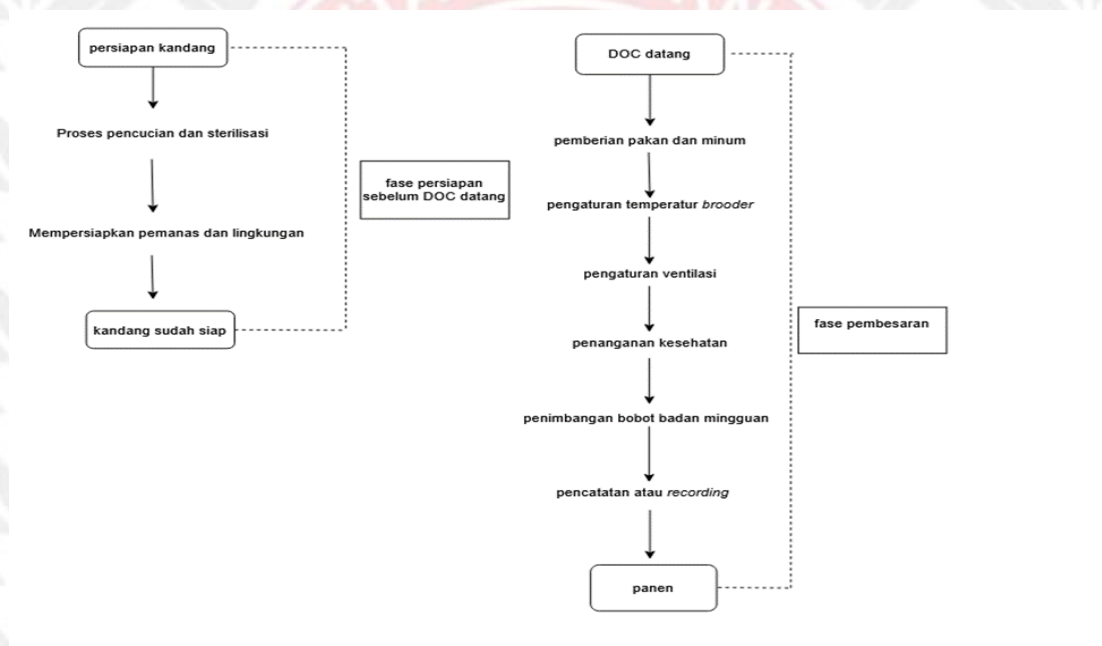 persiapan kandang
Proses pencucian dan sterilisasi
Mempersiapkan pemanas dan lingkungan
kandang sudah siap
fase persiapan
sebelum DOC datang
DOC datang
pemberian pakan dan minum
pengaturan temperatur brooder
pengaturan ventilasi
penanganan kesehatan
penimbangan bobot badan mingguan
pencatatan atau recording
panen
fase pembesaran